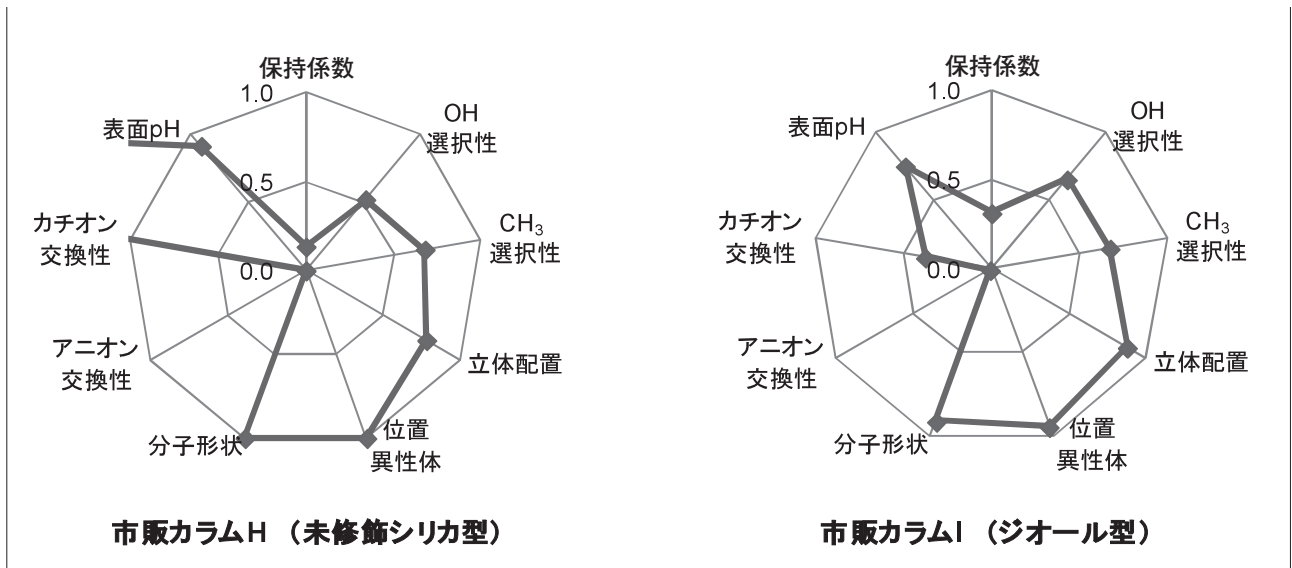 保持係数
1.0
OH
選択性
表面pH
0.5
CH₃
選択性
カチオン
交換性
0.0
アニオン
交換性
立体配置
分子形状
位置
異性体
市販カラムH （未修飾シリカ型）
保持係数
1.0
OH
選択性
表面pH
0.5
CH₃
選択性
カチオン
交換性
0.0
アニオン
交換性
立体配置
分子形状
位置
異性体
市販カラムI （ジオール型）